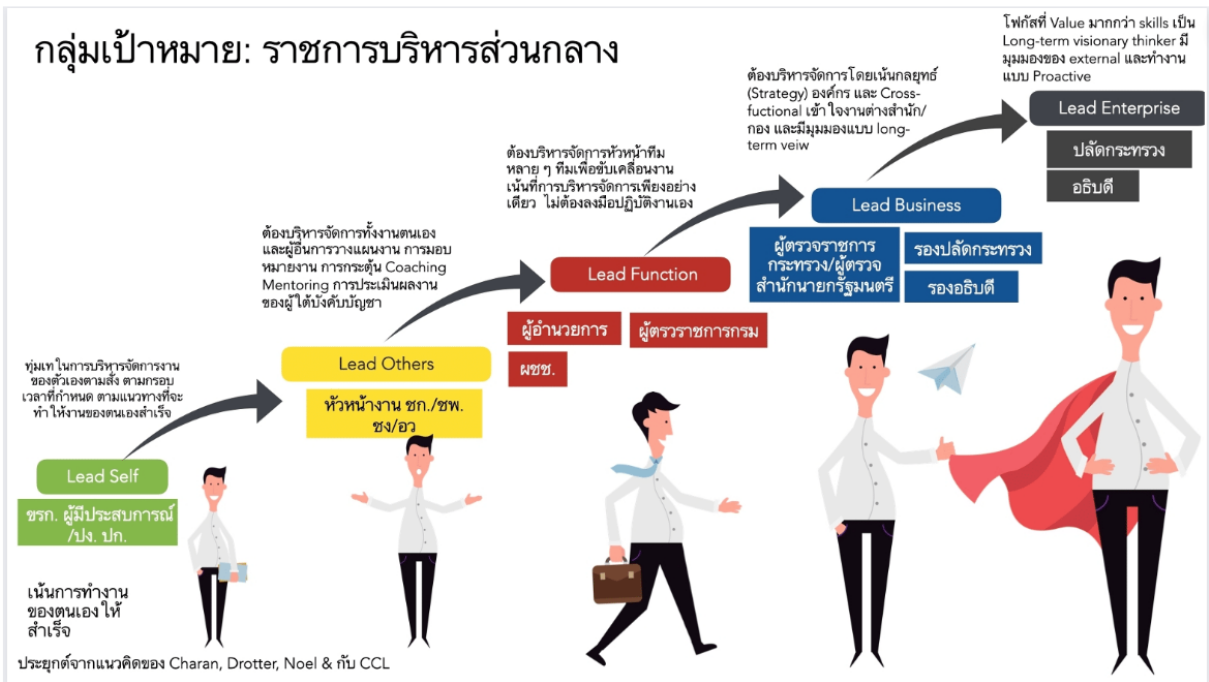 กลุ่มเป้าหมาย: ราชการบริหารส่วนกลาง
โฟกัสที่ Value มากกว่า skills เป็น
Long-term visionary thinker มี
มุมมองของ external และทำงาน
แบบ Proactive
Lead Enterprise
ปลัดกระทรวง
อธิบดี
ต้องบริหารจัดการโดยเน้นกลยุทธ์
(Strategy) องค์กร และ Cross-
fuctional เข้าใจงานต่างสำนัก/
กอง และมีมุมมองแบบ long-
term veiw
Lead Business
ผู้ตรวจราชการ
กระทรวง/ผู้ตรวจ
สำนักนายกรัฐมนตรี
รองปลัดกระทรวง
รองอธิบดี
ต้องบริหารจัดการหัวหน้าทีม
หลาย ๆ ทีมเพื่อขับเคลื่อนงาน
เน้นที่การบริหารจัดการเพียงอย่าง
เดียว ไม่ต้องลงมือปฏิบัติงานเอง
Lead Function
ผู้อำนวยการ
ผู้ตรวราชการกรม
ผชช.
ต้องบริหารจัดการทั้งงานตนเอง
และผู้อื่นการวางแผนงาน การมอบ
หมายงาน การกระตุ้น Coaching
Mentoring การประเมินผลงาน
ของผู้ใต้บังคับบัญชา
Lead Others
หัวหน้างาน ชก./ชพ.
ชง/อว
ทุ่มเทในการบริหารจัดการงาน
ของตัวเองตามสั่ง ตามกรอบ
เวลาที่กำหนด ตามแนวทางที่จะ
ทำให้งานของตนเองสำเร็จ
Lead Self
ขรก. ผู้มีประสบการณ์
/ปง. ปก.
เน้นการทำงาน
ของตนเองให้
สำเร็จ
ประยุกต์จากแนวคิดของ Charan, Drotter, Noel & กับ CCL